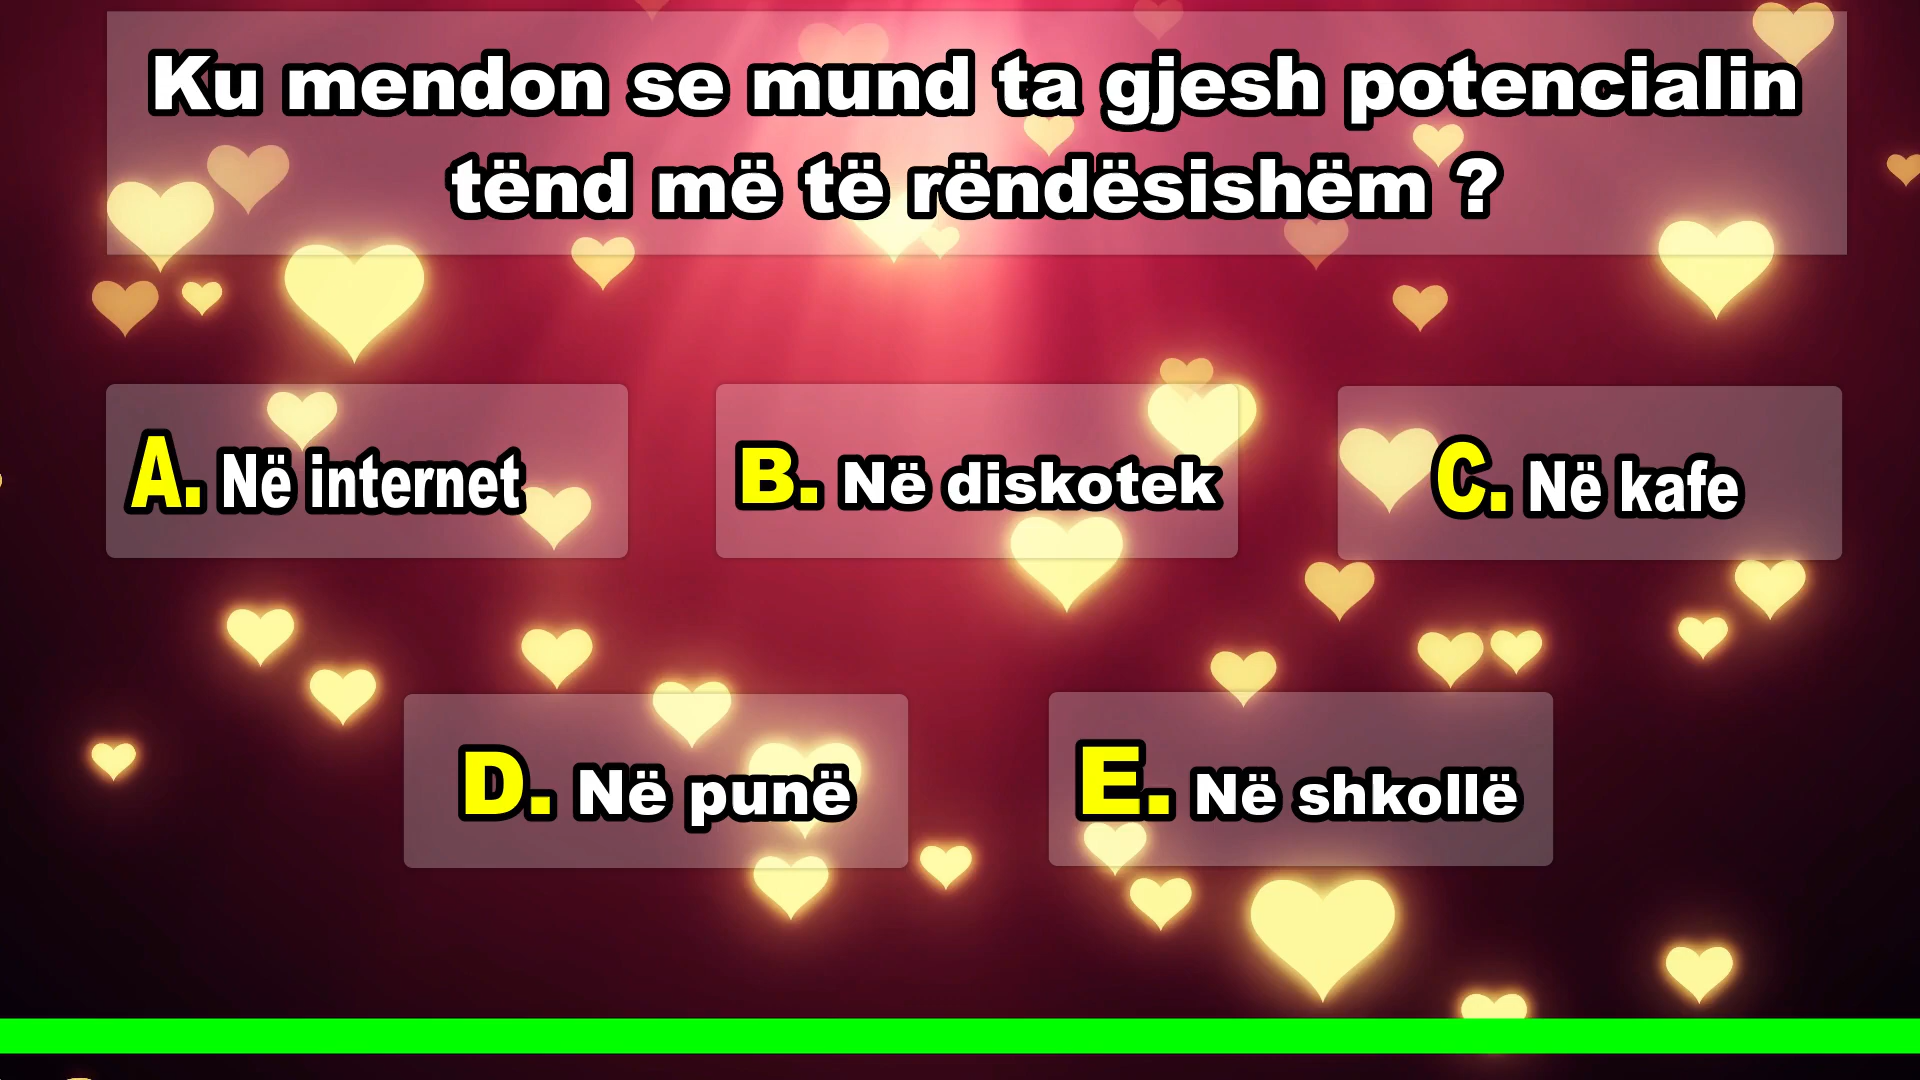 Ku mendon se mund ta gjesh potencialin
tënd më të rëndësishëm ?
A. Në internet
B. Në diskotek
C. Në kafe
D. Në punë
E. Në shkollë